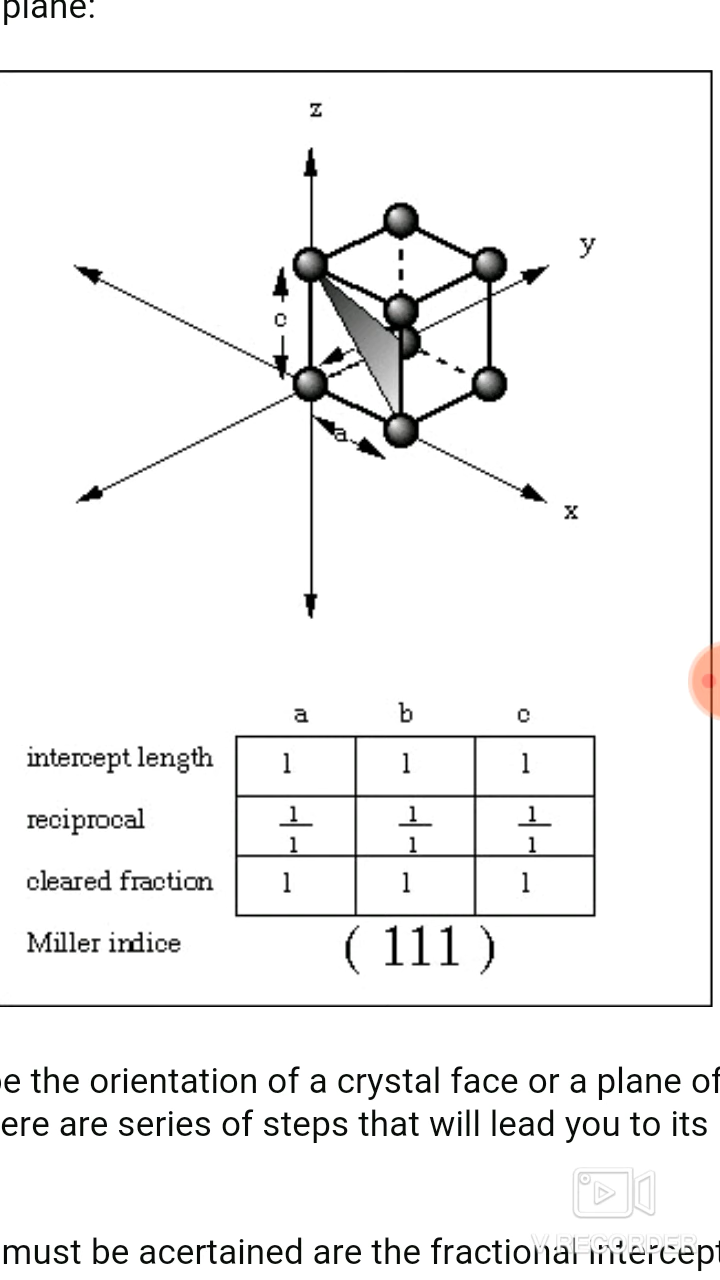 plane:
z
y
c
a
x
a b c
intercept length 1 1 1
reciprocal 1/1 1/1 1/1
cleared fraction 1 1 1
Miller indice ( 111 )
be the orientation of a crystal face or a plane of
ere are series of steps that will lead you to its
must be acertained are the fractional intercept
V RECORDER